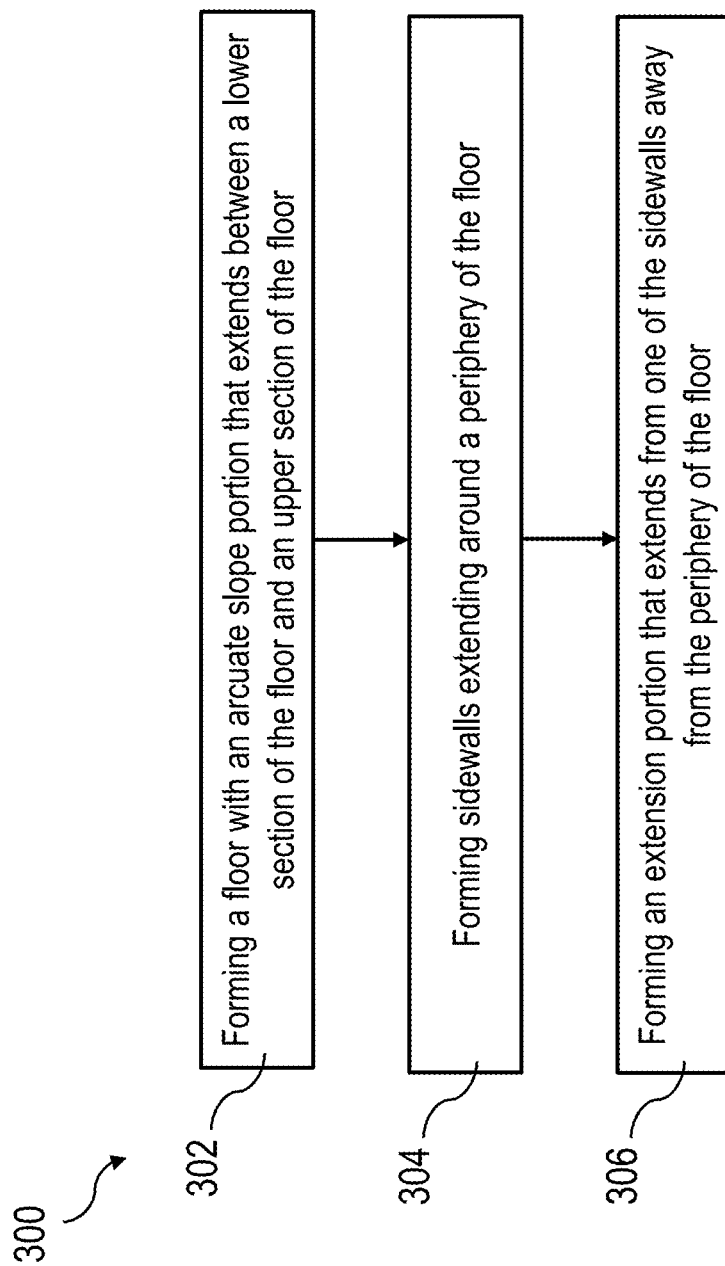 300
302
Forming a floor with an arcuate slope portion that extends between a lower
section of the floor and an upper section of the floor
304
Forming sidewalls extending around a periphery of the floor
306
Forming an extension portion that extends from one of the sidewalls away
from the periphery of the floor